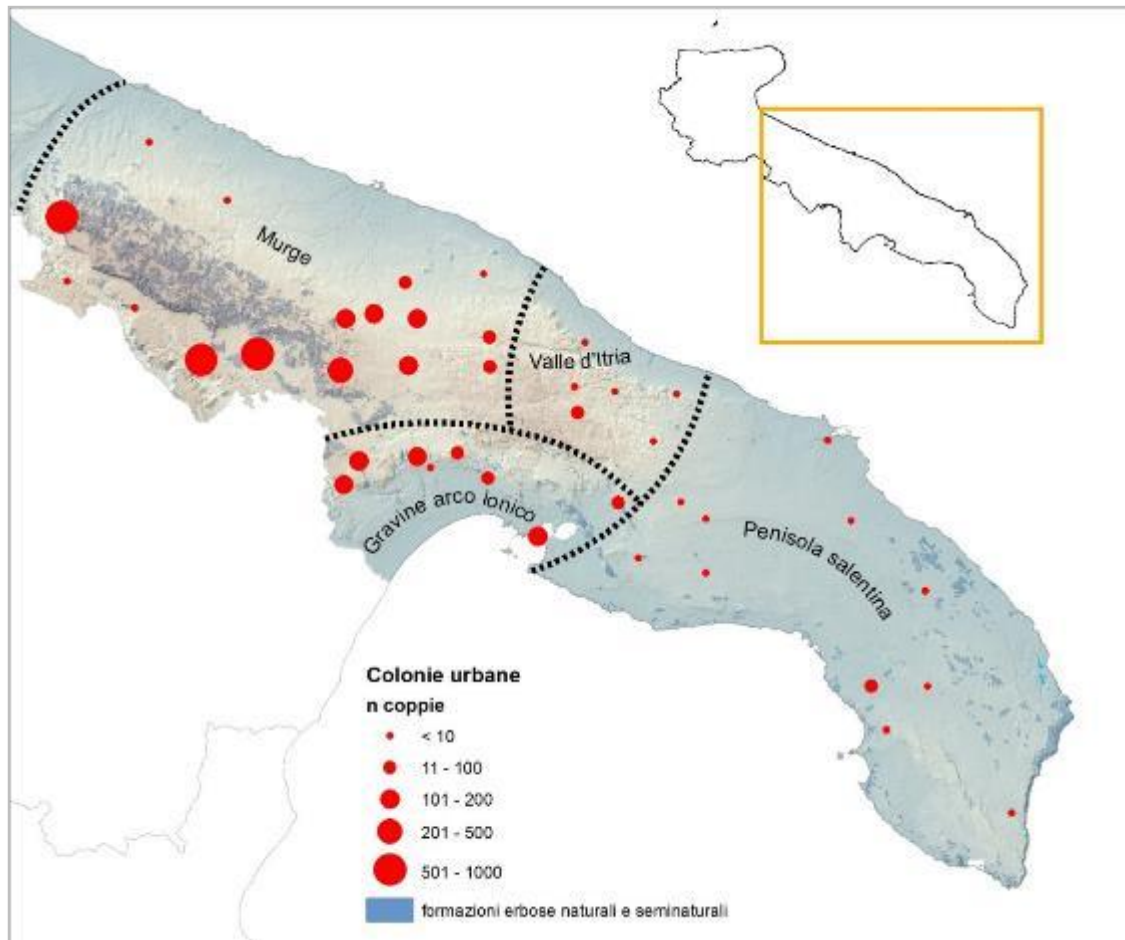 Murge
Valle d'Itria
Gravine arco ionico
Penisola salentina
Colonie urbane
n coppie
< 10
11 - 100
101 - 200
201 - 500
501 - 1000
formazioni erbose naturali e seminaturali